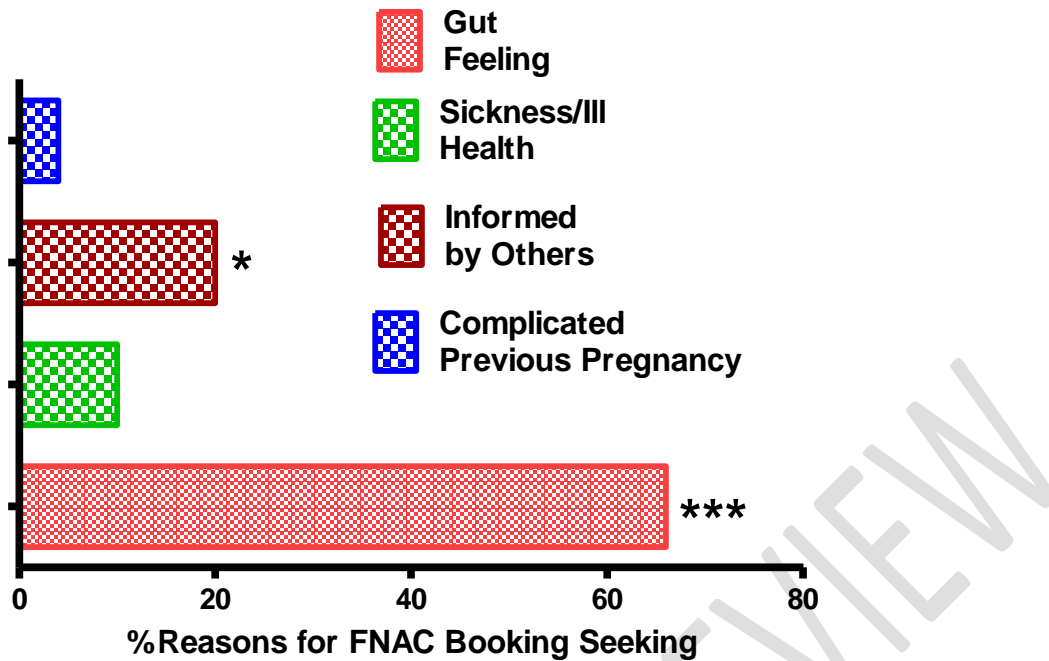 Gut
Feeling
Sickness/Ill
Health
Informed
by Others
Complicated
Previous Pregnancy
*
***
0 20 40 60 80
%Reasons for FNAC Booking Seeking
EVIEW